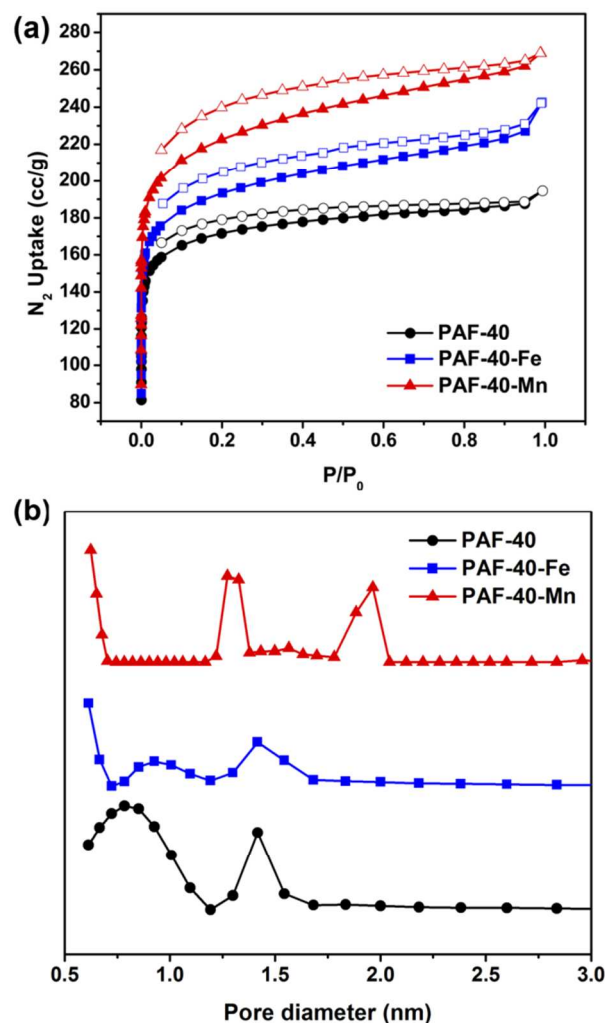 (a)
280
260
240
220
200
180
160
140
120
100
80
N₂ Uptake (cc/g)
PAF-40
PAF-40-Fe
PAF-40-Mn
0.0 0.2 0.4 0.6 0.8 1.0
P/P₀
(b)
PAF-40
PAF-40-Fe
PAF-40-Mn
0.5 1.0 1.5 2.0 2.5 3.0
Pore diameter (nm)